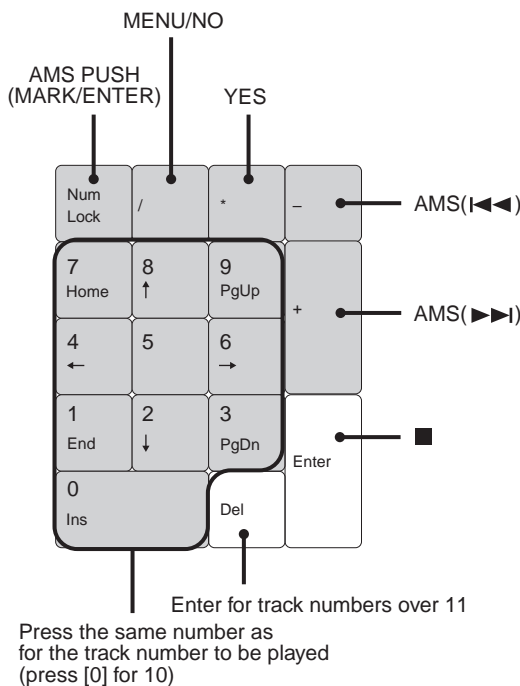 MENU/NO
AMS PUSH
(MARK/ENTER)
YES
Num
Lock
/
*
–
AMS(⏮)
7
Home
8
↑
9
PgUp
+
AMS(⏭)
4
←
5
6
→
1
End
2
↓
3
PgDn
Enter
■
0
Ins
Del
Enter for track numbers over 11
Press the same number as
for the track number to be played
(press [0] for 10)